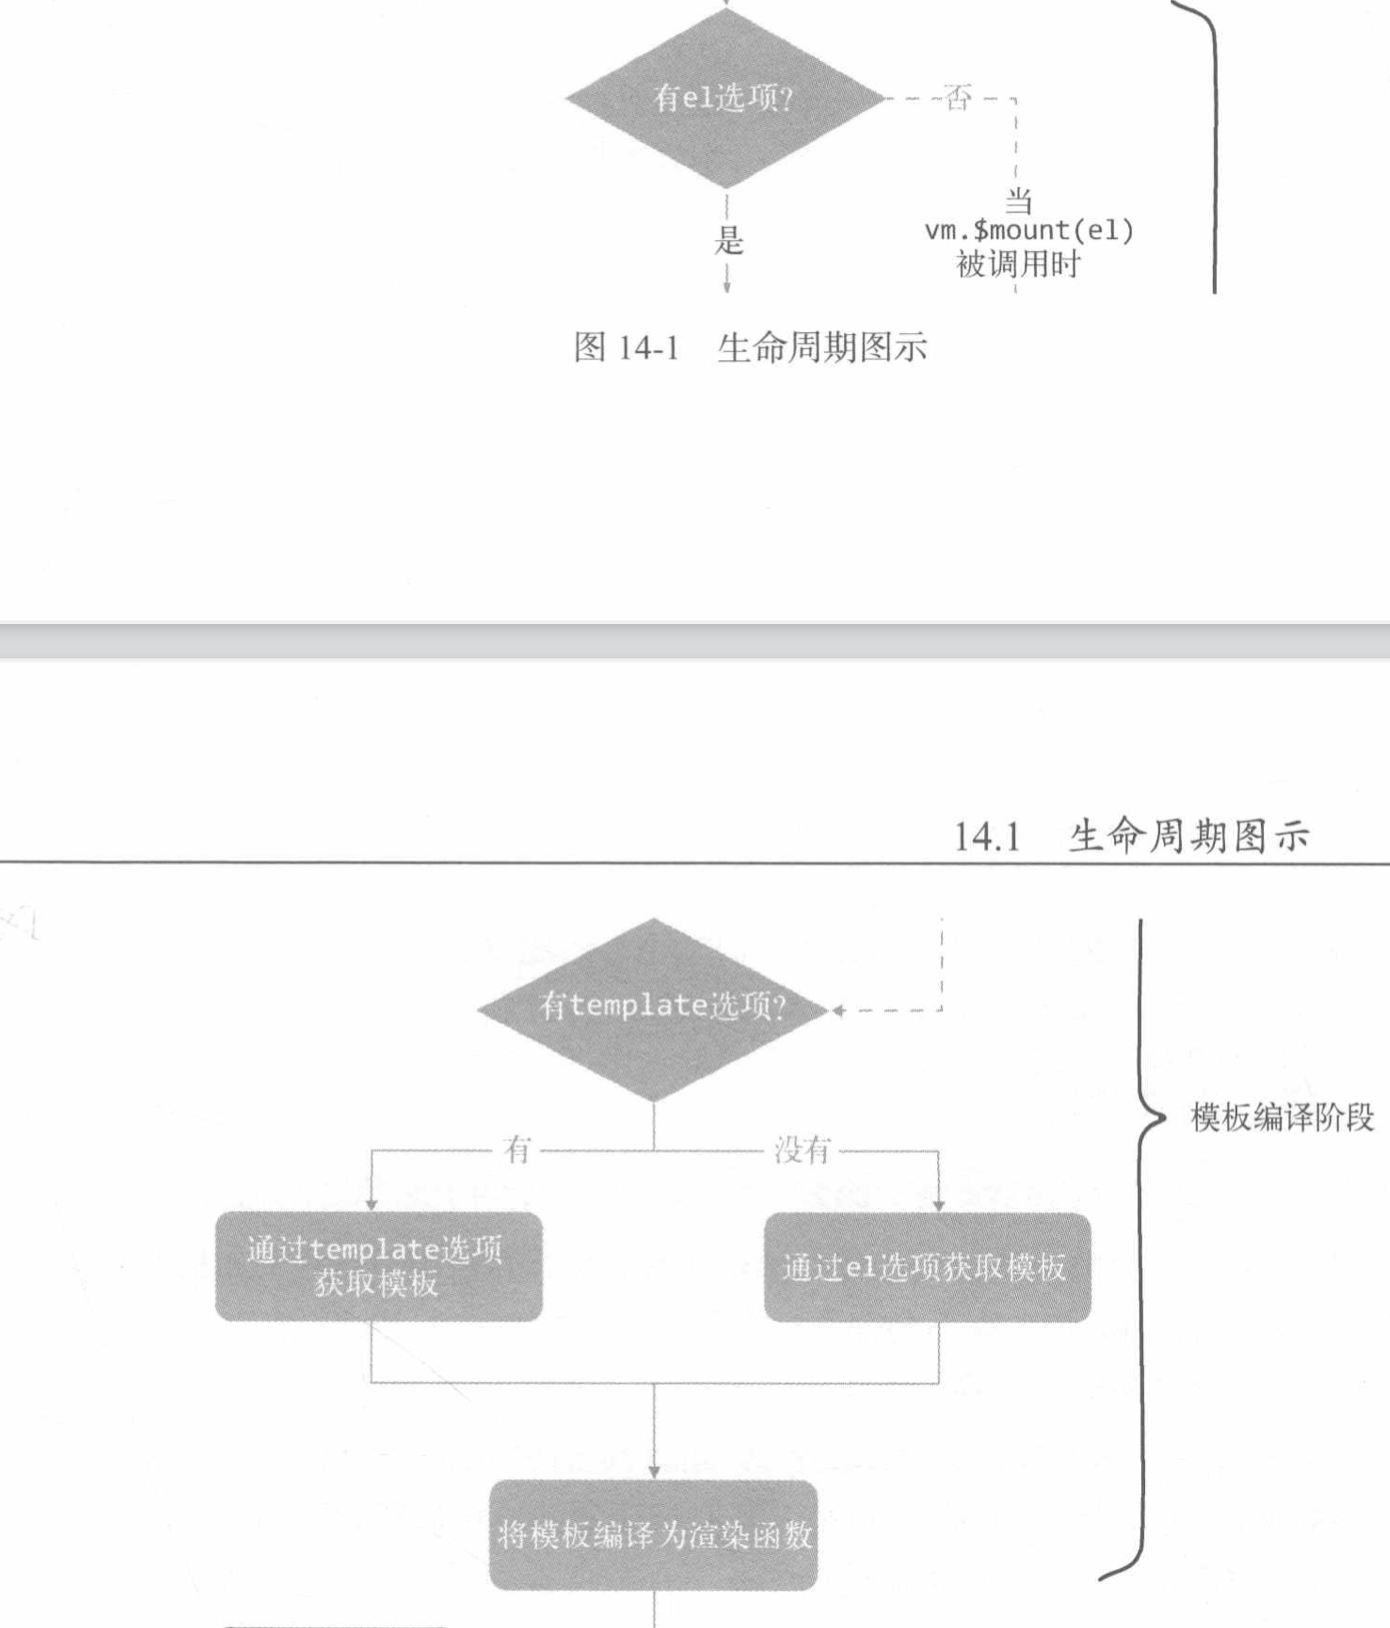 有el选项?
否
是
当
vm.$mount(el)
被调用时
图 14-1 生命周期图示
14.1 生命周期图示
有template选项?
有
没有
模板编译阶段
通过template选项
获取模板
通过el选项获取模板
将模板编译为渲染函数